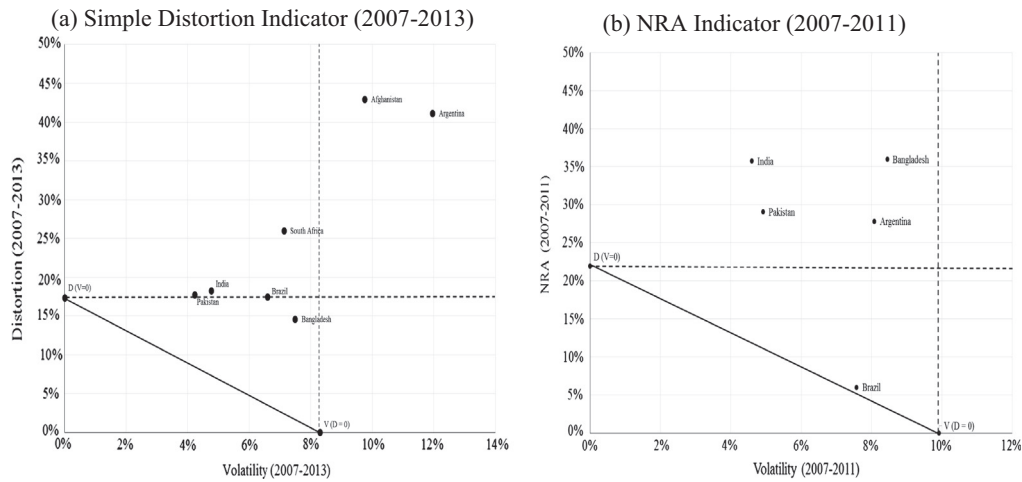 (a) Simple Distortion Indicator (2007-2013)
50%
45%
40%
35%
30%
25%
20%
15%
10%
5%
0%
Distortion (2007-2013)
Afghanistan
Argentina
South Africa
D (V=0)
India
Pakistan
Brazil
Bangladesh
V (D = 0)
0%
2%
4%
6%
8%
10%
12%
14%
Volatility (2007-2013)
(b) NRA Indicator (2007-2011)
50%
45%
40%
35%
30%
25%
20%
15%
10%
5%
0%
NRA (2007-2011)
India
Bangladesh
Pakistan
Argentina
D (V=0)
Brazil
V (D = 0)
0%
2%
4%
6%
8%
10%
12%
Volatility (2007-2011)